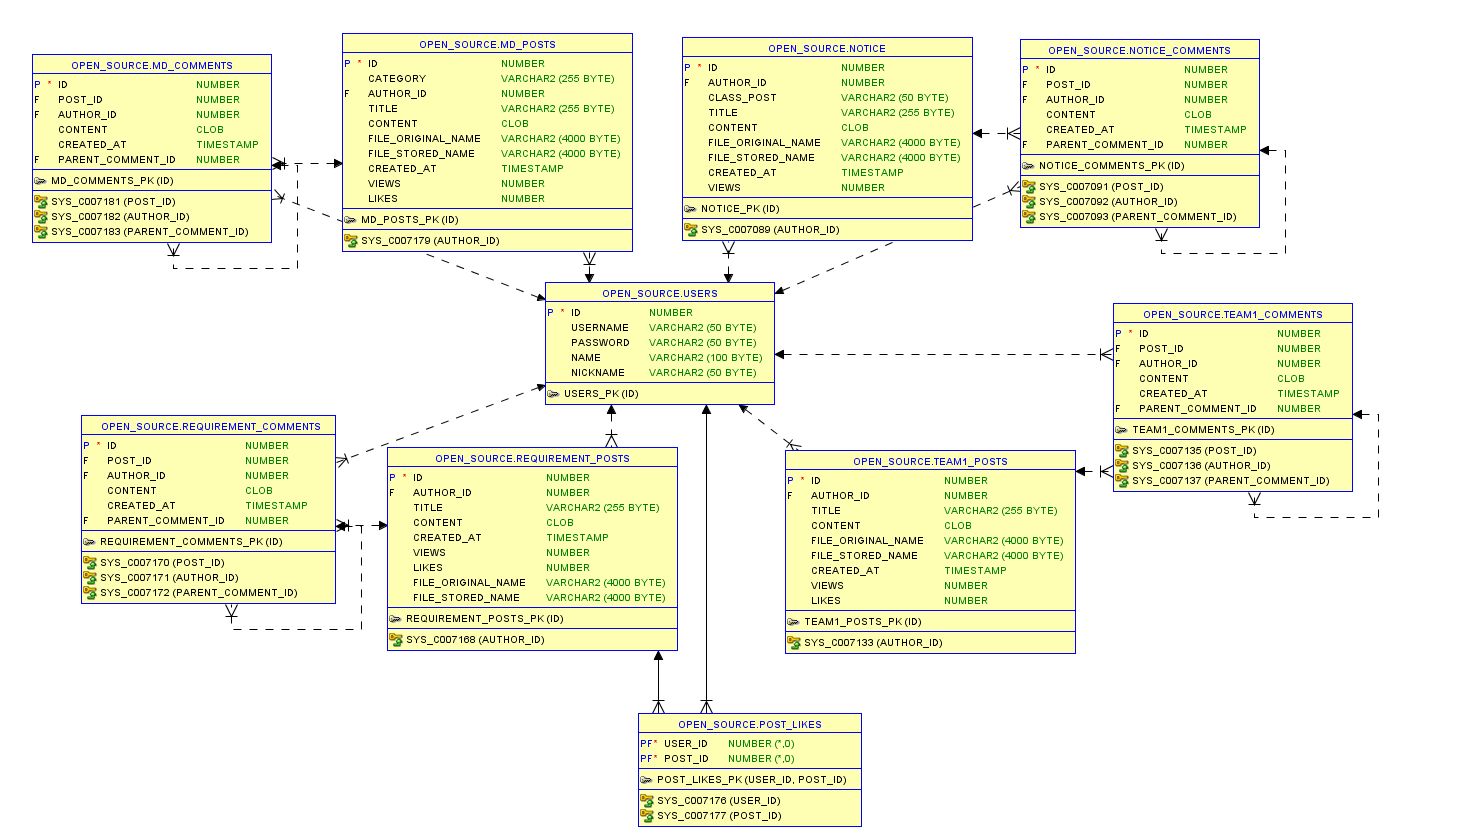 OPEN_SOURCE.MD_COMMENTS
P * ID NUMBER
F POST_ID NUMBER
F AUTHOR_ID NUMBER
CONTENT CLOB
CREATED_AT TIMESTAMP
F PARENT_COMMENT_ID NUMBER
MD_COMMENTS_PK (ID)
SYS_C007181 (POST_ID)
SYS_C007182 (AUTHOR_ID)
SYS_C007183 (PARENT_COMMENT_ID)
OPEN_SOURCE.MD_POSTS
P * ID NUMBER
CATEGORY VARCHAR2 (255 BYTE)
F AUTHOR_ID NUMBER
TITLE VARCHAR2 (255 BYTE)
CONTENT CLOB
FILE_ORIGINAL_NAME VARCHAR2 (4000 BYTE)
FILE_STORED_NAME VARCHAR2 (4000 BYTE)
CREATED_AT TIMESTAMP
VIEWS NUMBER
LIKES NUMBER
MD_POSTS_PK (ID)
SYS_C007179 (AUTHOR_ID)
OPEN_SOURCE.NOTICE
P * ID NUMBER
F AUTHOR_ID NUMBER
CLASS_POST VARCHAR2 (50 BYTE)
TITLE VARCHAR2 (255 BYTE)
CONTENT CLOB
FILE_ORIGINAL_NAME VARCHAR2 (4000 BYTE)
FILE_STORED_NAME VARCHAR2 (4000 BYTE)
CREATED_AT TIMESTAMP
VIEWS NUMBER
NOTICE_PK (ID)
SYS_C007089 (AUTHOR_ID)
OPEN_SOURCE.NOTICE_COMMENTS
P * ID NUMBER
F POST_ID NUMBER
F AUTHOR_ID NUMBER
CONTENT CLOB
CREATED_AT TIMESTAMP
F PARENT_COMMENT_ID NUMBER
NOTICE_COMMENTS_PK (ID)
SYS_C007091 (POST_ID)
SYS_C007092 (AUTHOR_ID)
SYS_C007093 (PARENT_COMMENT_ID)
OPEN_SOURCE.USERS
P * ID NUMBER
USERNAME VARCHAR2 (50 BYTE)
PASSWORD VARCHAR2 (50 BYTE)
NAME VARCHAR2 (100 BYTE)
NICKNAME VARCHAR2 (50 BYTE)
USERS_PK (ID)
OPEN_SOURCE.TEAM1_COMMENTS
P * ID NUMBER
F POST_ID NUMBER
F AUTHOR_ID NUMBER
CONTENT CLOB
CREATED_AT TIMESTAMP
F PARENT_COMMENT_ID NUMBER
TEAM1_COMMENTS_PK (ID)
SYS_C007135 (POST_ID)
SYS_C007136 (AUTHOR_ID)
SYS_C007137 (PARENT_COMMENT_ID)
OPEN_SOURCE.REQUIREMENT_COMMENTS
P * ID NUMBER
F POST_ID NUMBER
F AUTHOR_ID NUMBER
CONTENT CLOB
CREATED_AT TIMESTAMP
F PARENT_COMMENT_ID NUMBER
REQUIREMENT_COMMENTS_PK (ID)
SYS_C007170 (POST_ID)
SYS_C007171 (AUTHOR_ID)
SYS_C007172 (PARENT_COMMENT_ID)
OPEN_SOURCE.REQUIREMENT_POSTS
P * ID NUMBER
F AUTHOR_ID NUMBER
TITLE VARCHAR2 (255 BYTE)
CONTENT CLOB
CREATED_AT TIMESTAMP
VIEWS NUMBER
LIKES NUMBER
FILE_ORIGINAL_NAME VARCHAR2 (4000 BYTE)
FILE_STORED_NAME VARCHAR2 (4000 BYTE)
REQUIREMENT_POSTS_PK (ID)
SYS_C007168 (AUTHOR_ID)
OPEN_SOURCE.TEAM1_POSTS
P * ID NUMBER
F AUTHOR_ID NUMBER
TITLE VARCHAR2 (255 BYTE)
CONTENT CLOB
FILE_ORIGINAL_NAME VARCHAR2 (4000 BYTE)
FILE_STORED_NAME VARCHAR2 (4000 BYTE)
CREATED_AT TIMESTAMP
VIEWS NUMBER
LIKES NUMBER
TEAM1_POSTS_PK (ID)
SYS_C007133 (AUTHOR_ID)
OPEN_SOURCE.POST_LIKES
PF* USER_ID NUMBER (*,0)
PF* POST_ID NUMBER (*,0)
POST_LIKES_PK (USER_ID, POST_ID)
SYS_C007176 (USER_ID)
SYS_C007177 (POST_ID)